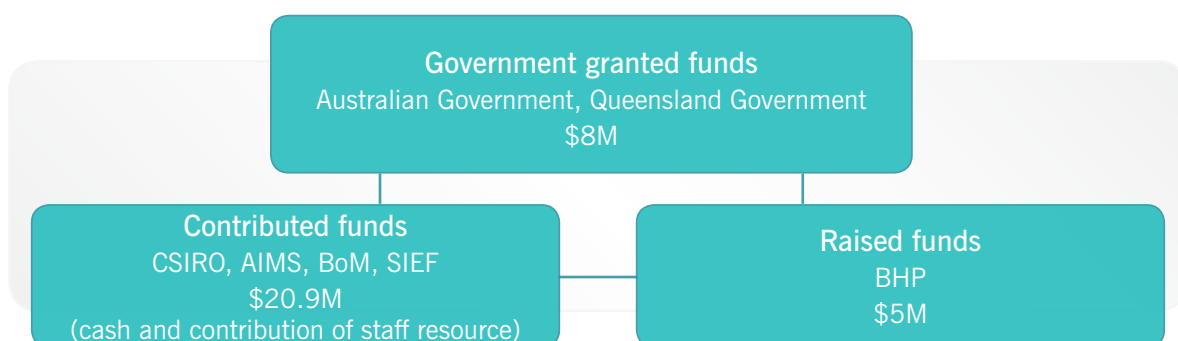 Government granted funds
Australian Government, Queensland Government
$8M
Contributed funds
CSIRO, AIMS, BoM, SIEF
$20.9M
(cash and contribution of staff resource)
Raised funds
BHP
$5M